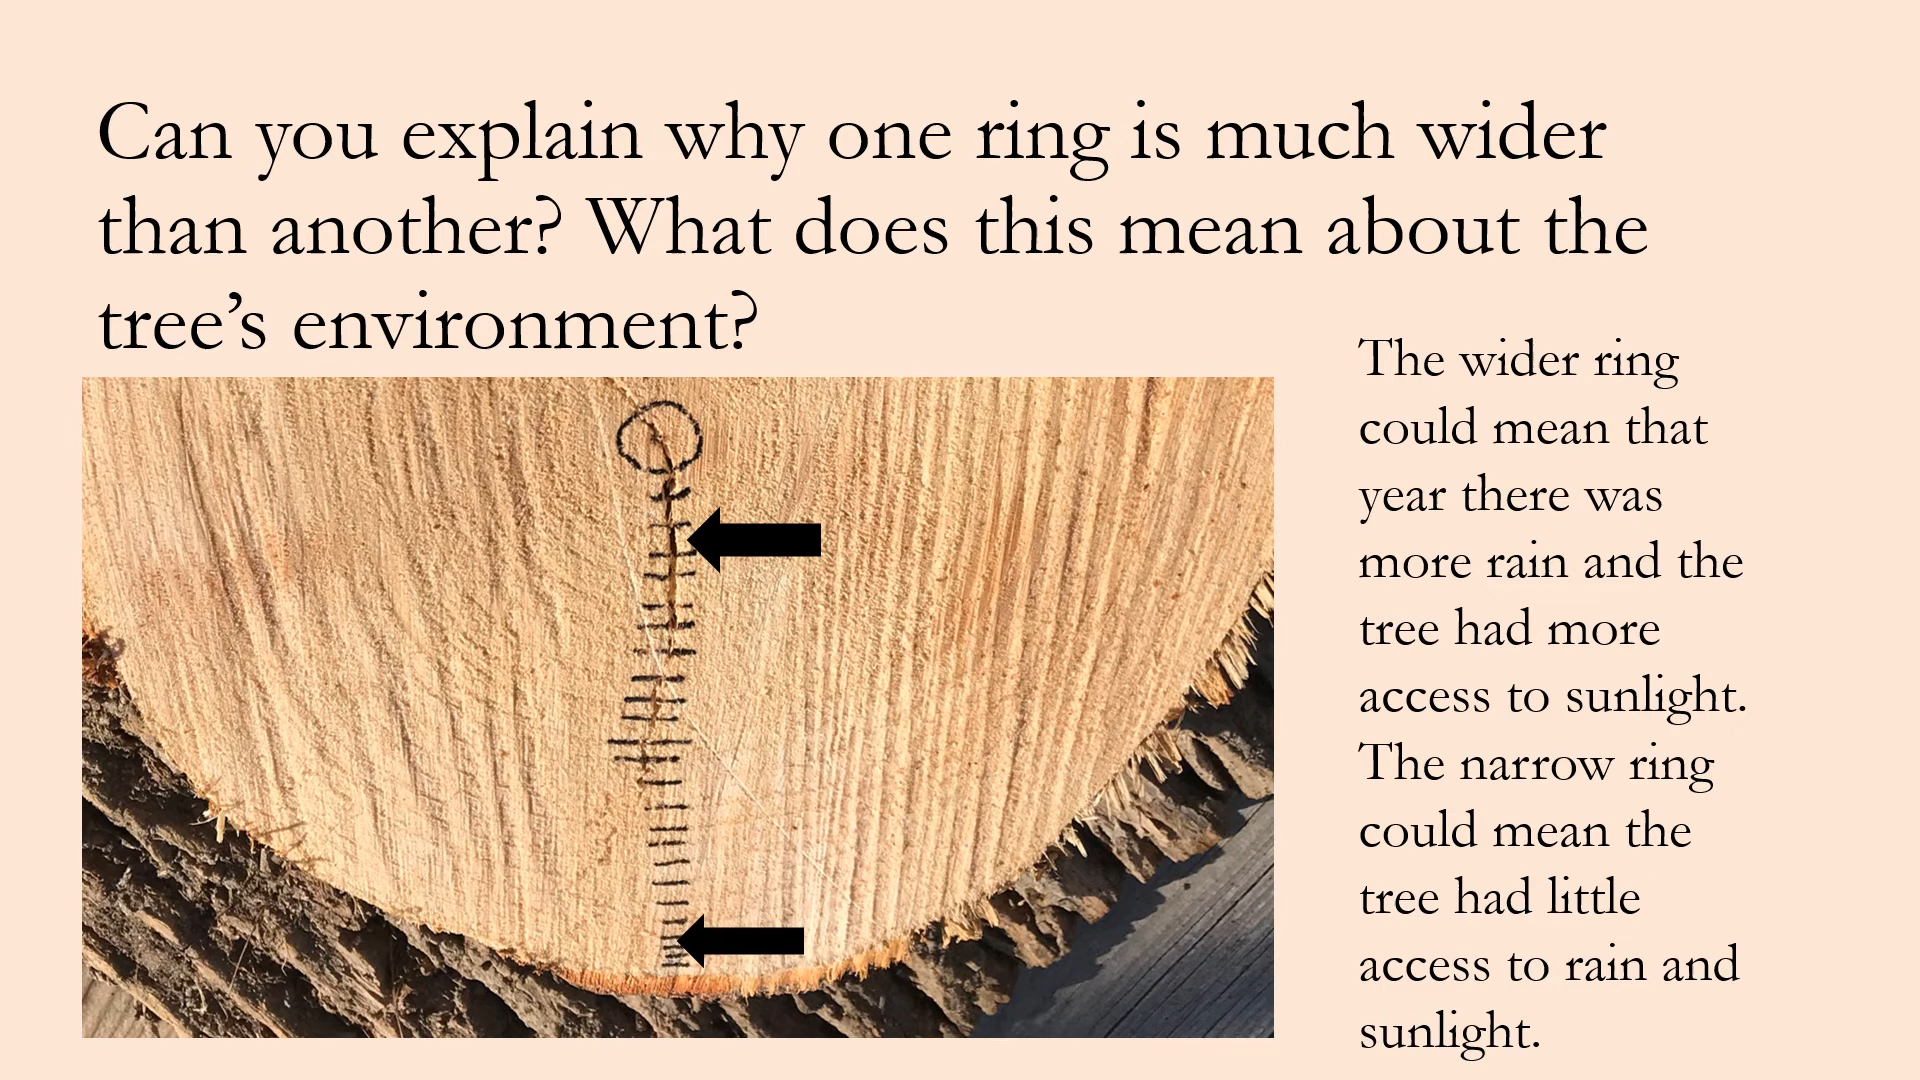 Can you explain why one ring is much wider
than another? What does this mean about the
tree’s environment?
The wider ring
could mean that
year there was
more rain and the
tree had more
access to sunlight.
The narrow ring
could mean the
tree had little
access to rain and
sunlight.